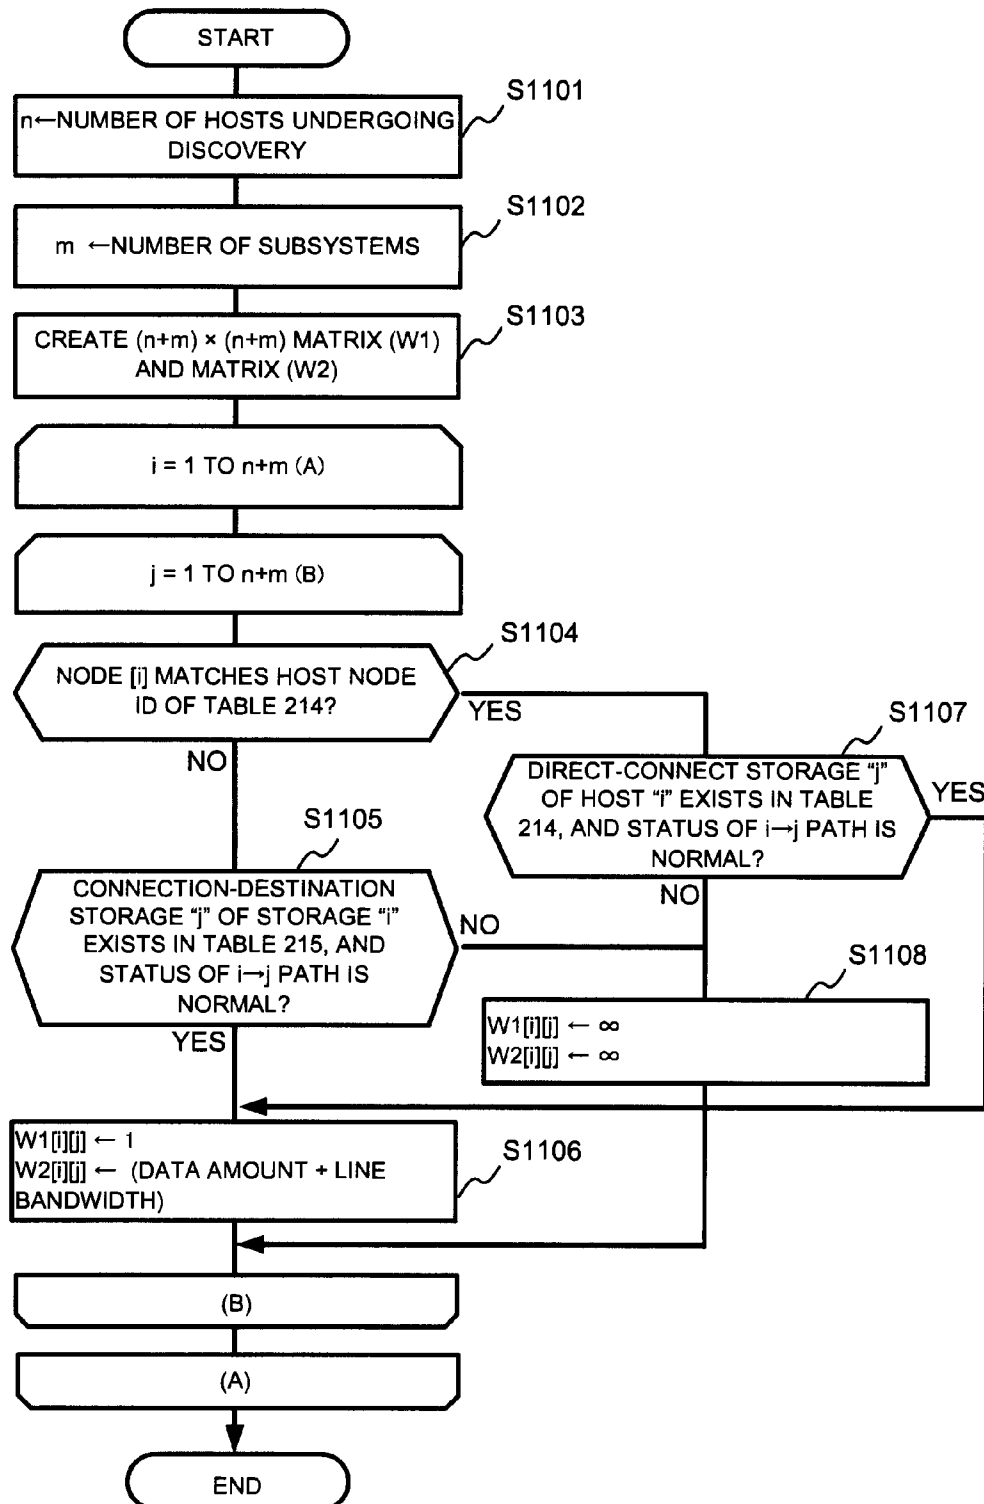 START
S1101
n←NUMBER OF HOSTS UNDERGOING
DISCOVERY
S1102
m ←NUMBER OF SUBSYSTEMS
S1103
CREATE (n+m) × (n+m) MATRIX (W1)
AND MATRIX (W2)
i = 1 TO n+m (A)
j = 1 TO n+m (B)
S1104
NODE [i] MATCHES HOST NODE
ID OF TABLE 214?
YES
NO
S1107
DIRECT-CONNECT STORAGE “j”
OF HOST “i” EXISTS IN TABLE
214, AND STATUS OF i→j PATH IS
NORMAL?
YES
NO
S1105
CONNECTION-DESTINATION
STORAGE “j” OF STORAGE “i”
EXISTS IN TABLE 215, AND
STATUS OF i→j PATH IS
NORMAL?
NO
YES
S1108
W1[i][j] ← ∞
W2[i][j] ← ∞
W1[i][j] ← 1
W2[i][j] ← (DATA AMOUNT + LINE
BANDWIDTH)
S1106
(B)
(A)
END